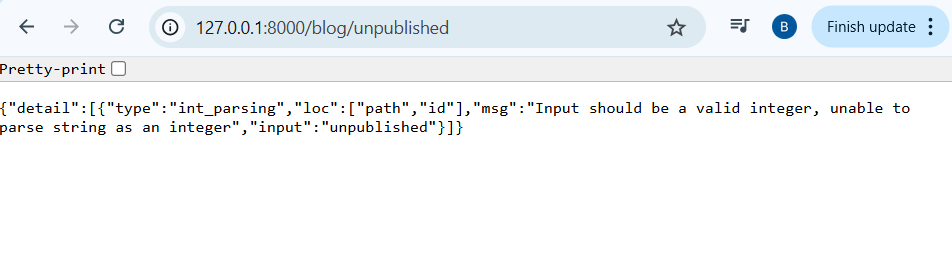 127.0.0.1:8000/blog/unpublished
B
Finish update
Pretty-print
{"detail":[{"type":"int_parsing","loc":["path","id"],"msg":"Input should be a valid integer, unable to
parse string as an integer","input":"unpublished"}]}